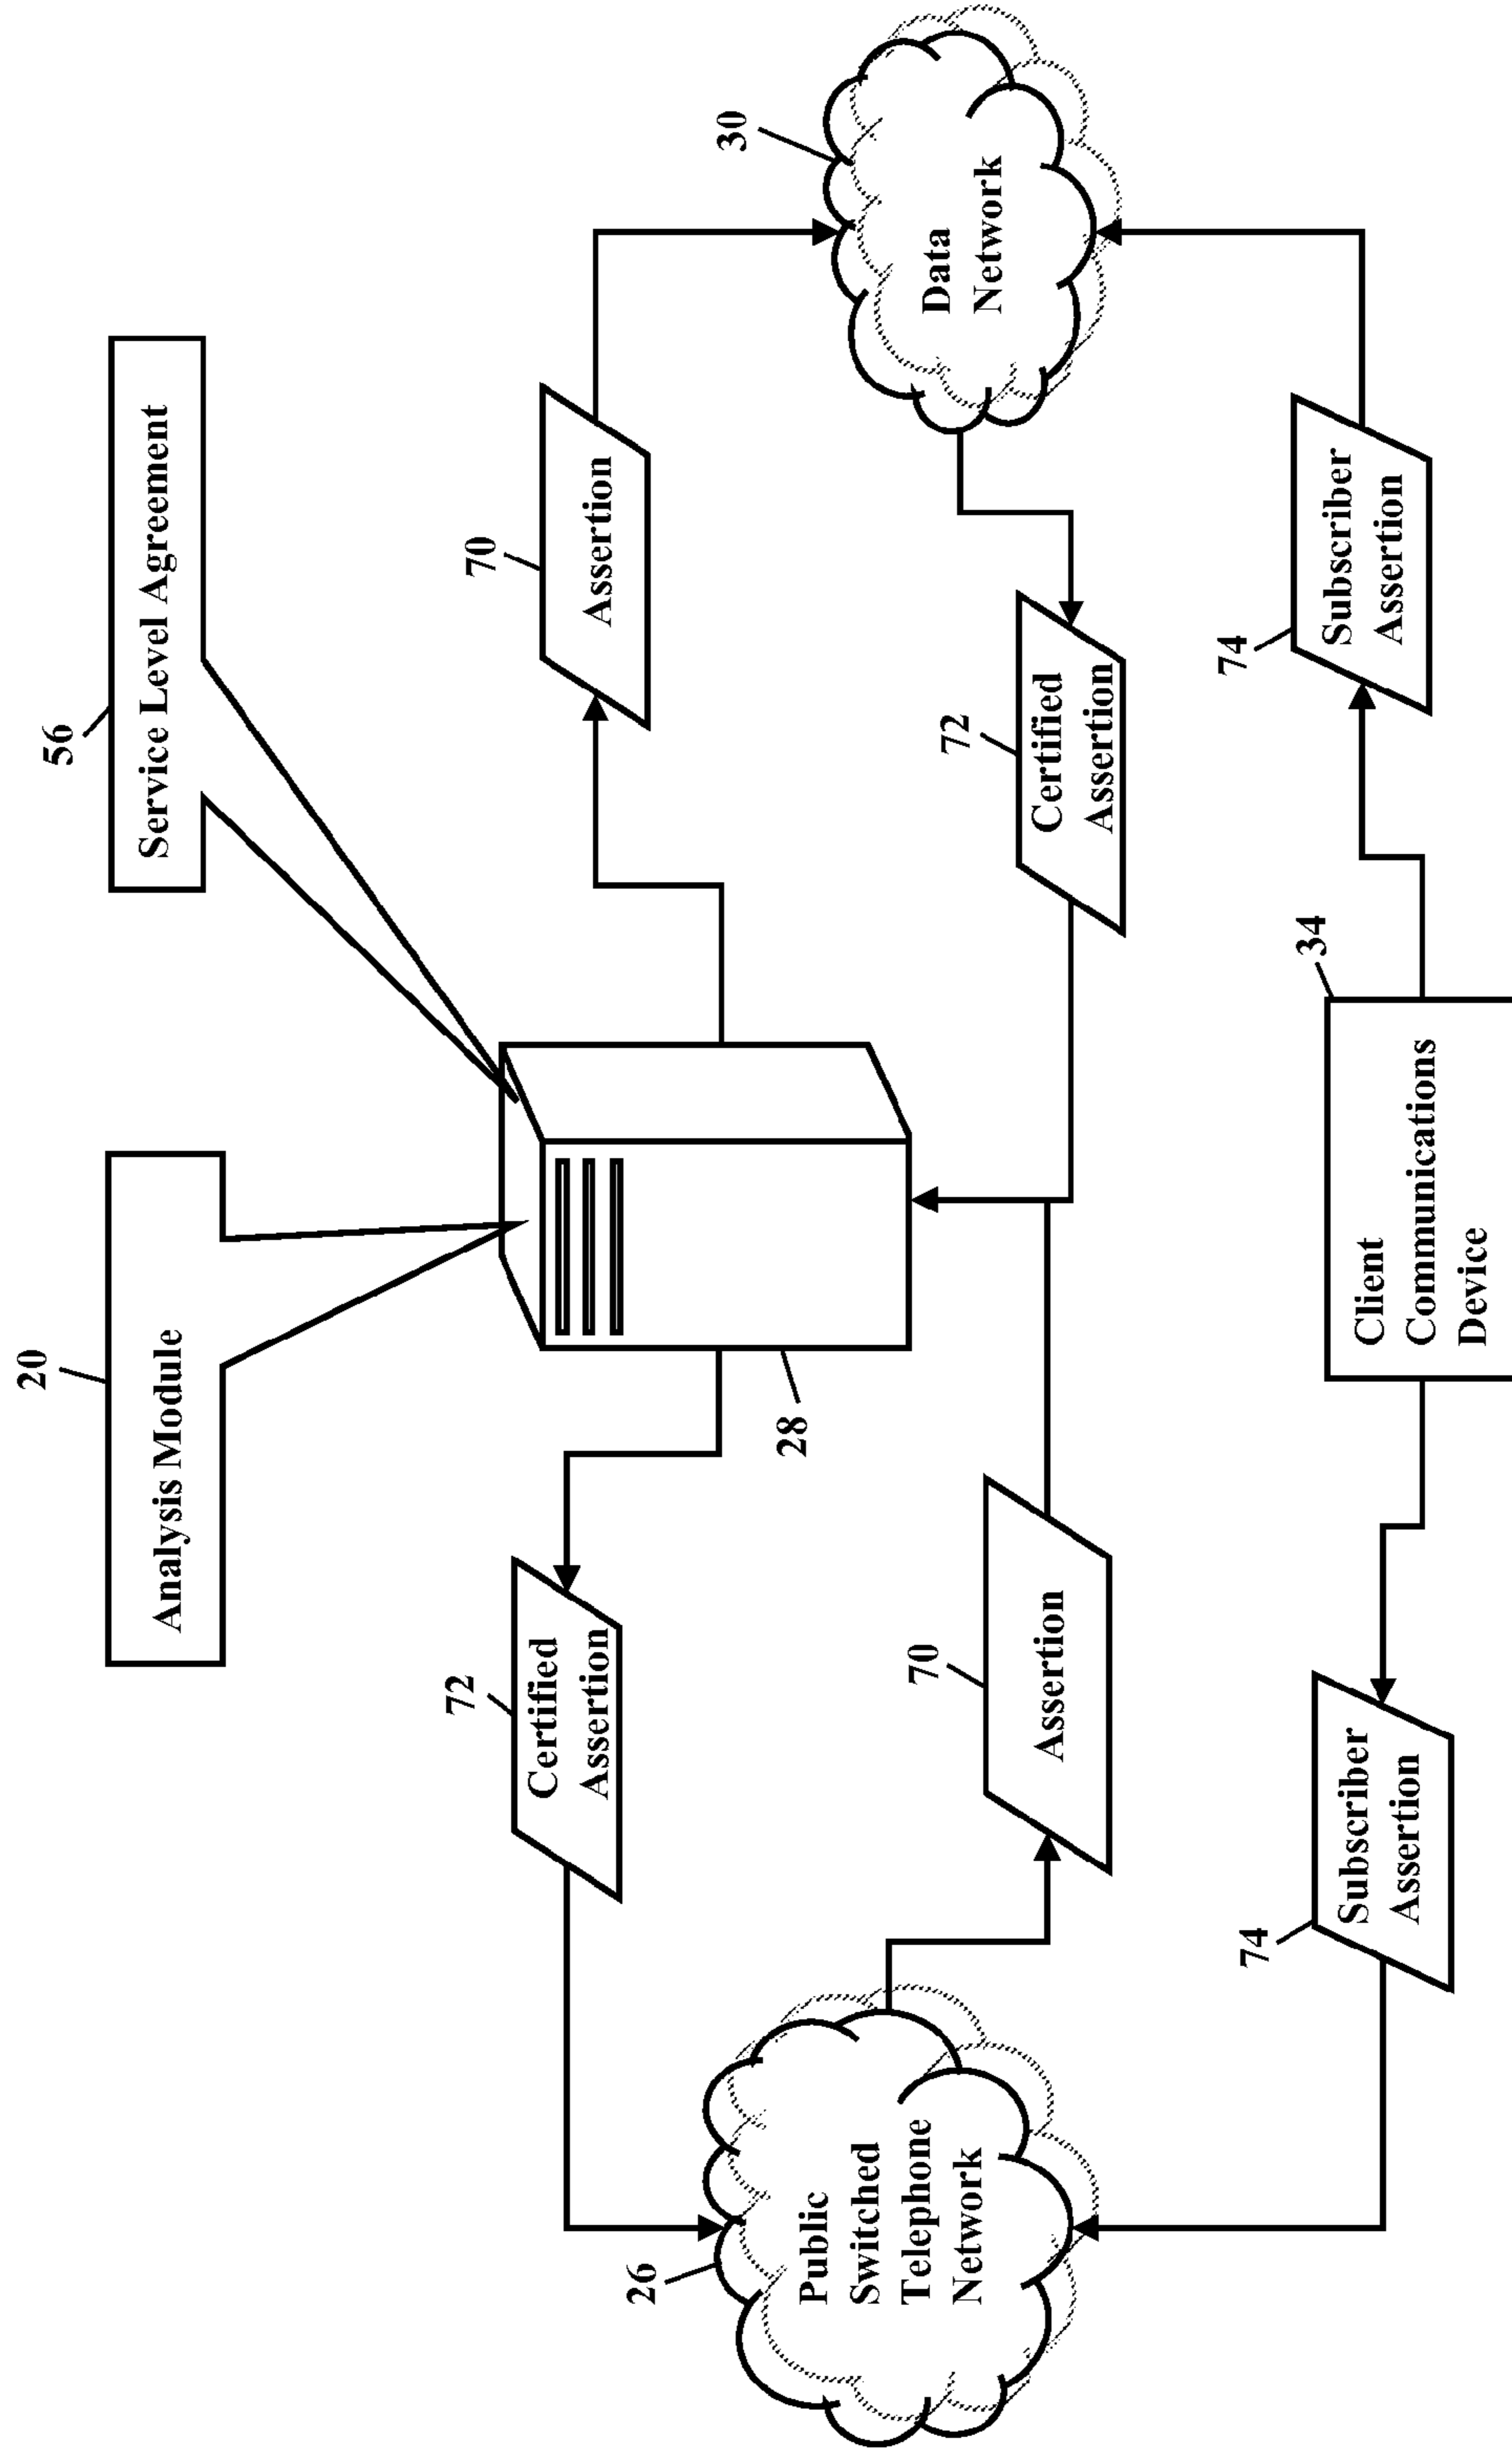 20
Analysis Module
56
Service Level Agreement
72
Certified
Assertion
70
Assertion
26
Public
Switched
Telephone
Network
28
30
Data
Network
70
Assertion
72
Certified
Assertion
74
Subscriber
Assertion
34
Client
Communications
Device
74
Subscriber
Assertion